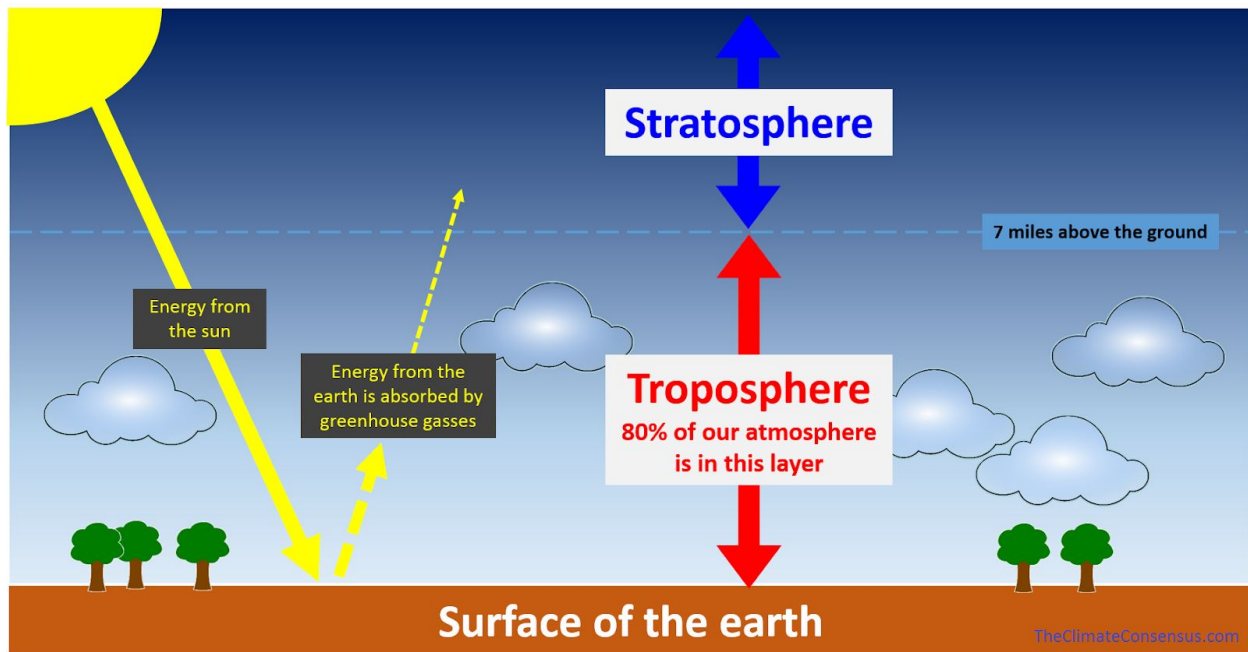 Stratosphere
7 miles above the ground
Energy from
the sun
Energy from the
earth is absorbed by
greenhouse gasses
Troposphere
80% of our atmosphere
is in this layer
Surface of the earth
TheClimateConsensus.com